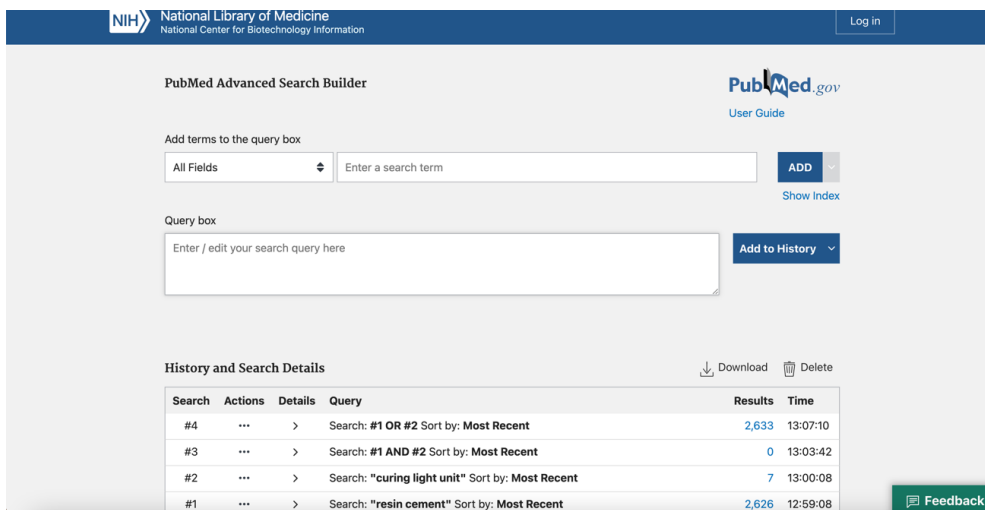 NIH National Library of Medicine
National Center for Biotechnology Information
Log in
PubMed Advanced Search Builder
PubMed.gov
User Guide
Add terms to the query box
All Fields Enter a search term ADD
Show Index
Query box
Enter / edit your search query here Add to History
History and Search Details Download Delete
Search Actions Details Query Results Time
#4 ••• > Search: #1 OR #2 Sort by: Most Recent 2,633 13:07:10
#3 ••• > Search: #1 AND #2 Sort by: Most Recent 0 13:03:42
#2 ••• > Search: "curing light unit" Sort by: Most Recent 7 13:00:08
#1 ••• > Search: "resin cement" Sort by: Most Recent 2,626 12:59:08
Feedback